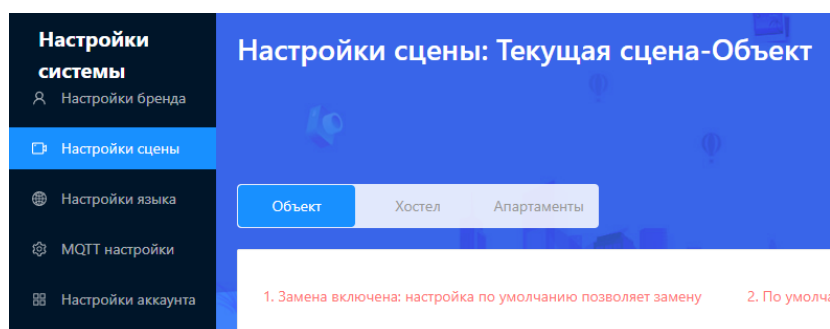 Настройки
системы
Настройки бренда
Настройки сцены
Настройки языка
MQTT настройки
Настройки аккаунта
Настройки сцены: Текущая сцена-Объект
Объект Хостел Апартаменты
1. Замена включена: настройка по умолчанию позволяет замену 2. По